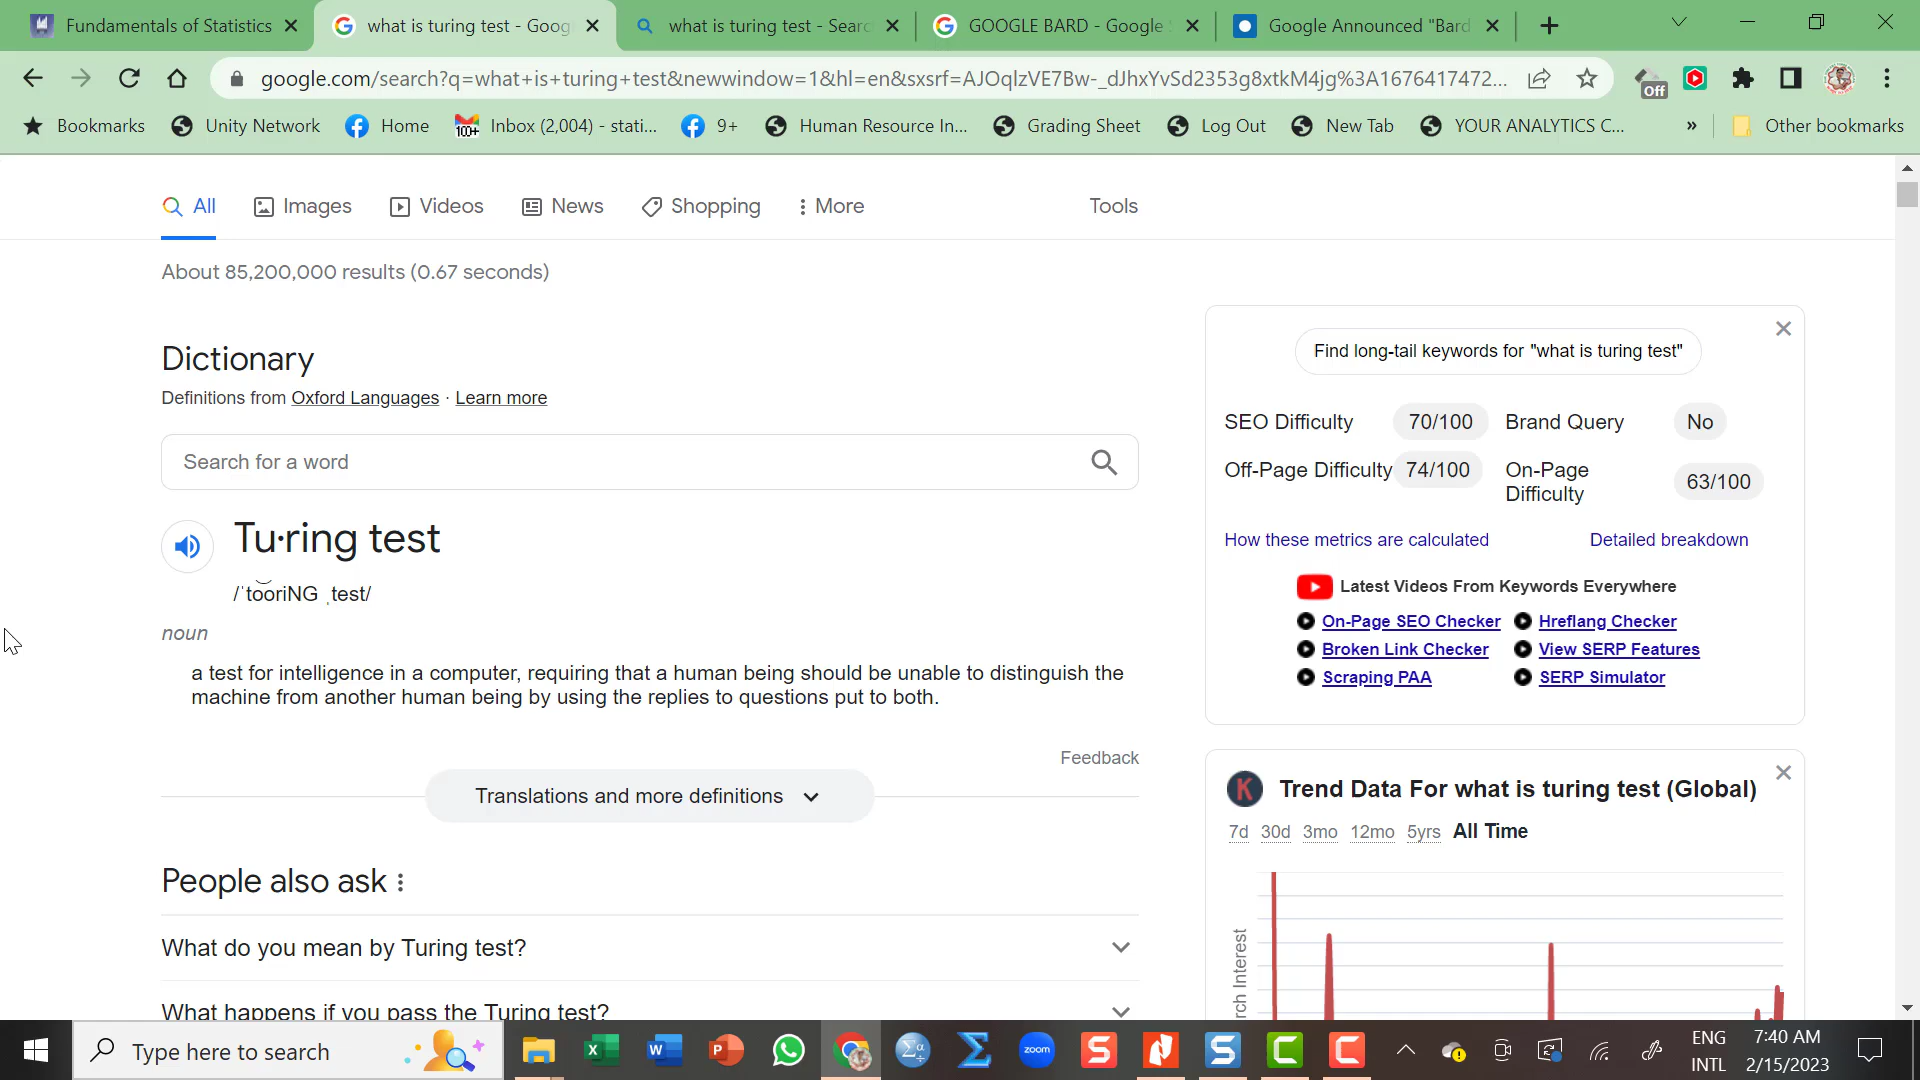 Fundamentals of Statistics
what is turing test - Goog
what is turing test - Searc
GOOGLE BARD - Google S
Google Announced "Bard
google.com/search?q=what+is+turing+test&newwindow=1&hl=en&sxsrf=AJOqlzVE7Bw-_dJhxYvSd2353g8xtkM4jg%3A1676417472...
Off
Bookmarks
Unity Network
Home
100+
Inbox (2,004) - stati...
9+
Human Resource In...
Grading Sheet
Log Out
New Tab
YOUR ANALYTICS C...
»
Other bookmarks
All
Images
Videos
News
Shopping
More
Tools
About 85,200,000 results (0.67 seconds)
Dictionary
Definitions from Oxford Languages · Learn more
Search for a word
Tu·ring test
/ˈto͝oriNG ˌtest/
noun
a test for intelligence in a computer, requiring that a human being should be unable to distinguish the
machine from another human being by using the replies to questions put to both.
Feedback
Translations and more definitions
People also ask
What do you mean by Turing test?
What happens if you pass the Turing test?
Find long-tail keywords for "what is turing test"
SEO Difficulty 70/100 Brand Query No
Off-Page Difficulty 74/100 On-Page
Difficulty 63/100
How these metrics are calculated Detailed breakdown
Latest Videos From Keywords Everywhere
On-Page SEO Checker Hreflang Checker
Broken Link Checker View SERP Features
Scraping PAA SERP Simulator
K
Trend Data For what is turing test (Global)
7d 30d 3mo 12mo 5yrs All Time
rch Interest
Type here to search
zoom
ENG
INTL
7:40 AM
2/15/2023